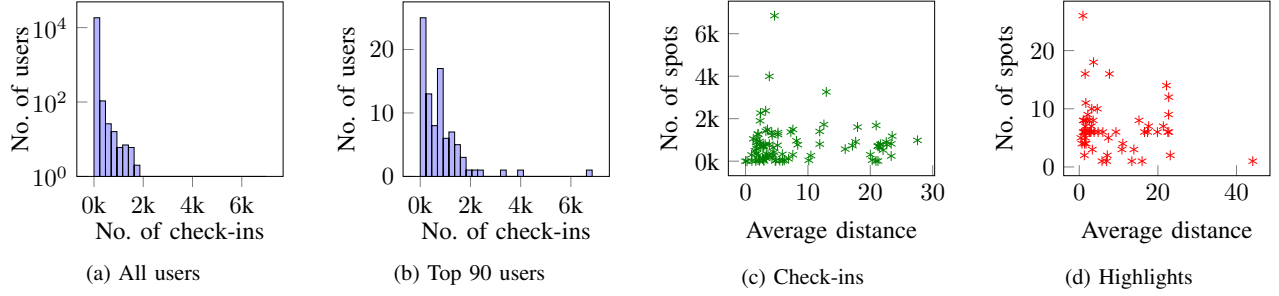 No. of users
10^4
10^2
10^0
0k 2k 4k 6k
No. of check-ins
(a) All users
No. of users
20
10
0
0k 2k 4k 6k
No. of check-ins
(b) Top 90 users
No. of spots
6k
4k
2k
0k
0 10 20 30
Average distance
(c) Check-ins
No. of spots
20
10
0
0 20 40
Average distance
(d) Highlights